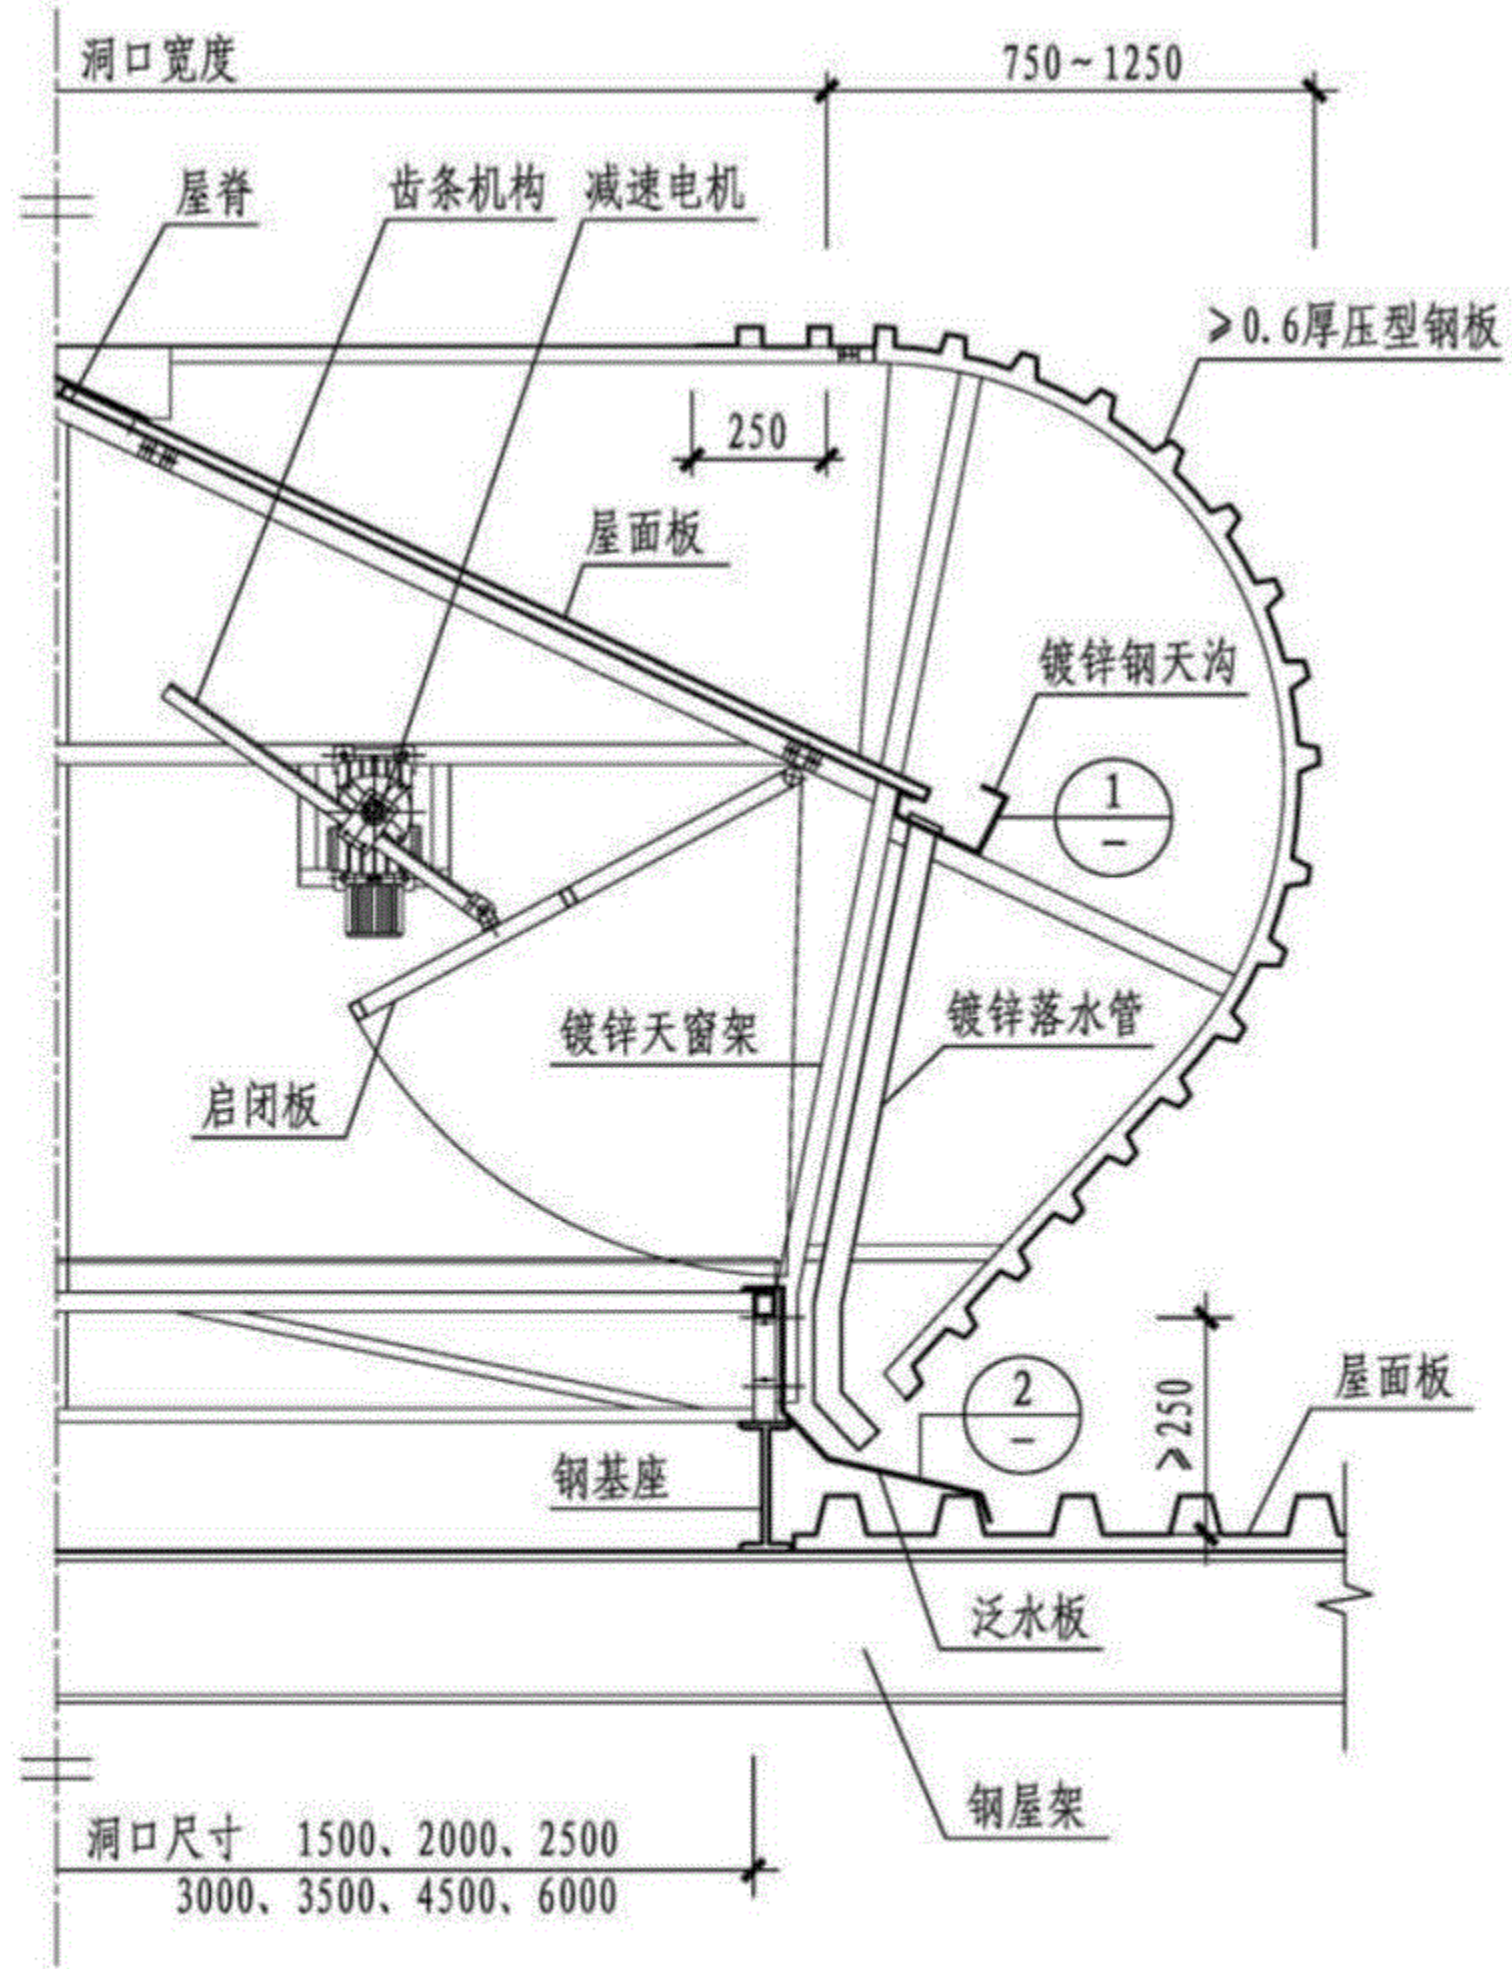 洞口宽度
750～1250
屋脊
齿条机构
减速电机
≥0.6厚压型钢板
250
屋面板
镀锌钢天沟
1
–
镀锌天窗架
镀锌落水管
启闭板
2
–
≥250
屋面板
钢基座
泛水板
钢屋架
洞口尺寸 1500、2000、2500
3000、3500、4500、6000